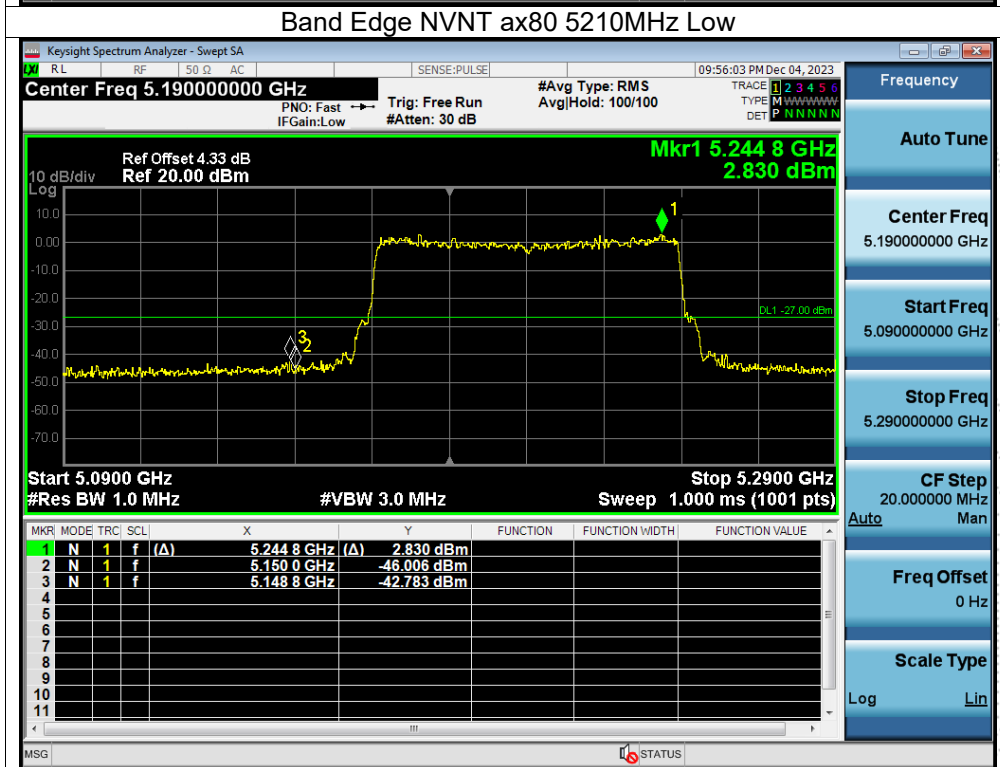 Band Edge NVNT ax80 5210MHz Low
Keysight Spectrum Analyzer - Swept SA
LXI RL RF 50 Ω AC SENSE:PULSE 09:56:03 PM Dec 04, 2023
Center Freq 5.190000000 GHz #Avg Type: RMS TRACE 1 2 3 4 5 6
PNO: Fast Trig: Free Run Avg|Hold: 100/100 TYPE M WWWWW
IFGain:Low #Atten: 30 dB DET P N N N N N
Mkr1 5.244 8 GHz
2.830 dBm
Ref Offset 4.33 dB
10 dB/div Ref 20.00 dBm
Log
10.0
0.00
-10.0
-20.0
-30.0
-40.0
-50.0
-60.0
-70.0
1
DL1 -27.00 dBm
3
2
Start 5.0900 GHz Stop 5.2900 GHz
#Res BW 1.0 MHz #VBW 3.0 MHz Sweep 1.000 ms (1001 pts)
MKR MODE TRC SCL X Y FUNCTION FUNCTION WIDTH FUNCTION VALUE
1 N 1 f (Δ) 5.244 8 GHz (Δ) 2.830 dBm
2 N 1 f 5.150 0 GHz -46.006 dBm
3 N 1 f 5.148 8 GHz -42.783 dBm
4
5
6
7
8
9
10
11
MSG STATUS
Frequency
Auto Tune
Center Freq
5.190000000 GHz
Start Freq
5.090000000 GHz
Stop Freq
5.290000000 GHz
CF Step
20.000000 MHz
Auto Man
Freq Offset
0 Hz
Scale Type
Log Lin